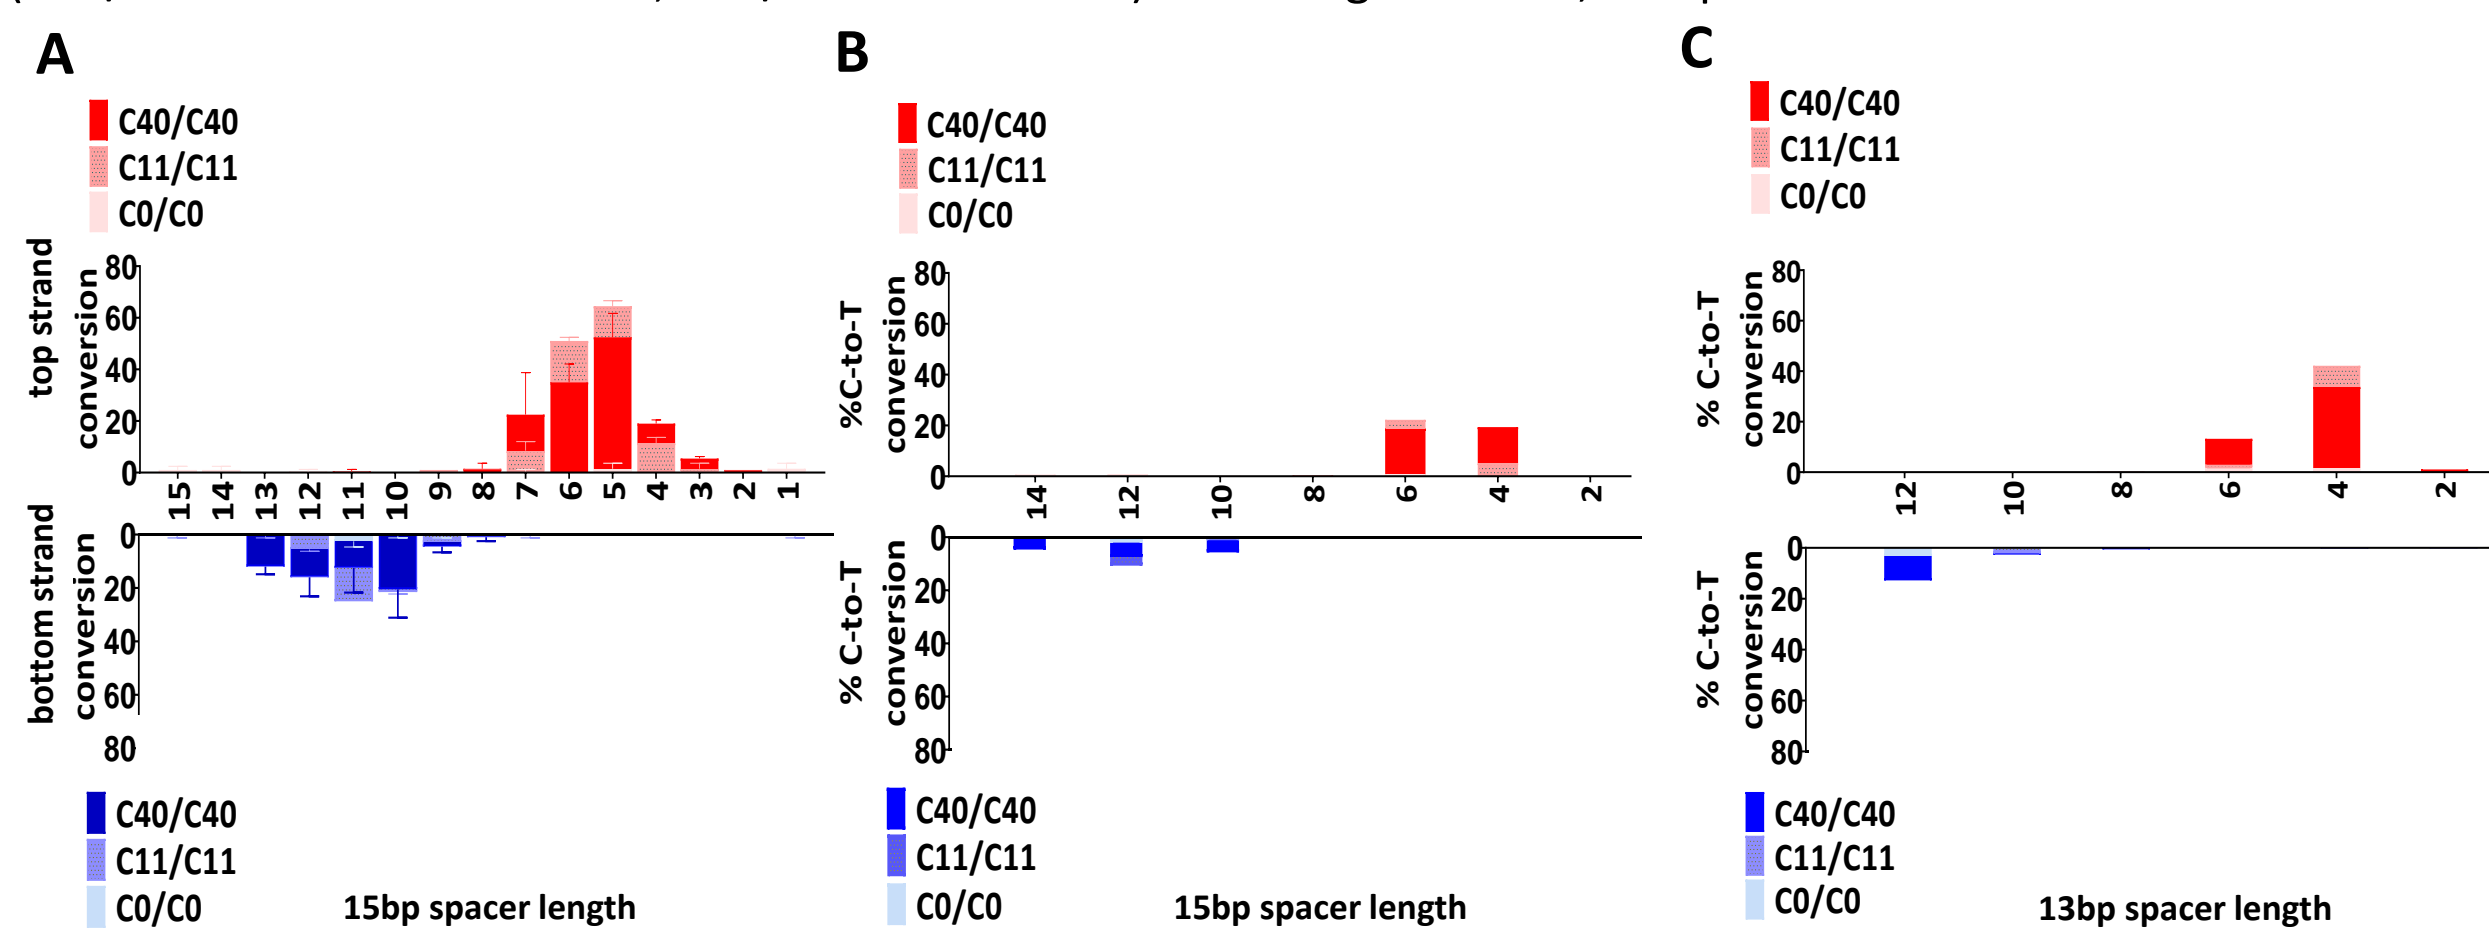 A
B
C
C40/C40
C11/C11
C0/C0
C40/C40
C11/C11
C0/C0
C40/C40
C11/C11
C0/C0
top strand
conversion
80
60
40
20
0
15 14 13 12 11 10 9 8 7 6 5 4 3 2 1
bottom strand
conversion
0
20
40
60
80
C40/C40
C11/C11
C0/C0
15bp spacer length
%C-to-T
conversion
80
60
40
20
0
14 12 10 8 6 4 2
% C-to-T
conversion
0
20
40
60
80
C40/C40
C11/C11
C0/C0
15bp spacer length
% C-to-T
conversion
80
60
40
20
0
12 10 8 6 4 2
% C-to-T
conversion
0
20
40
60
80
C40/C40
C11/C11
C0/C0
13bp spacer length